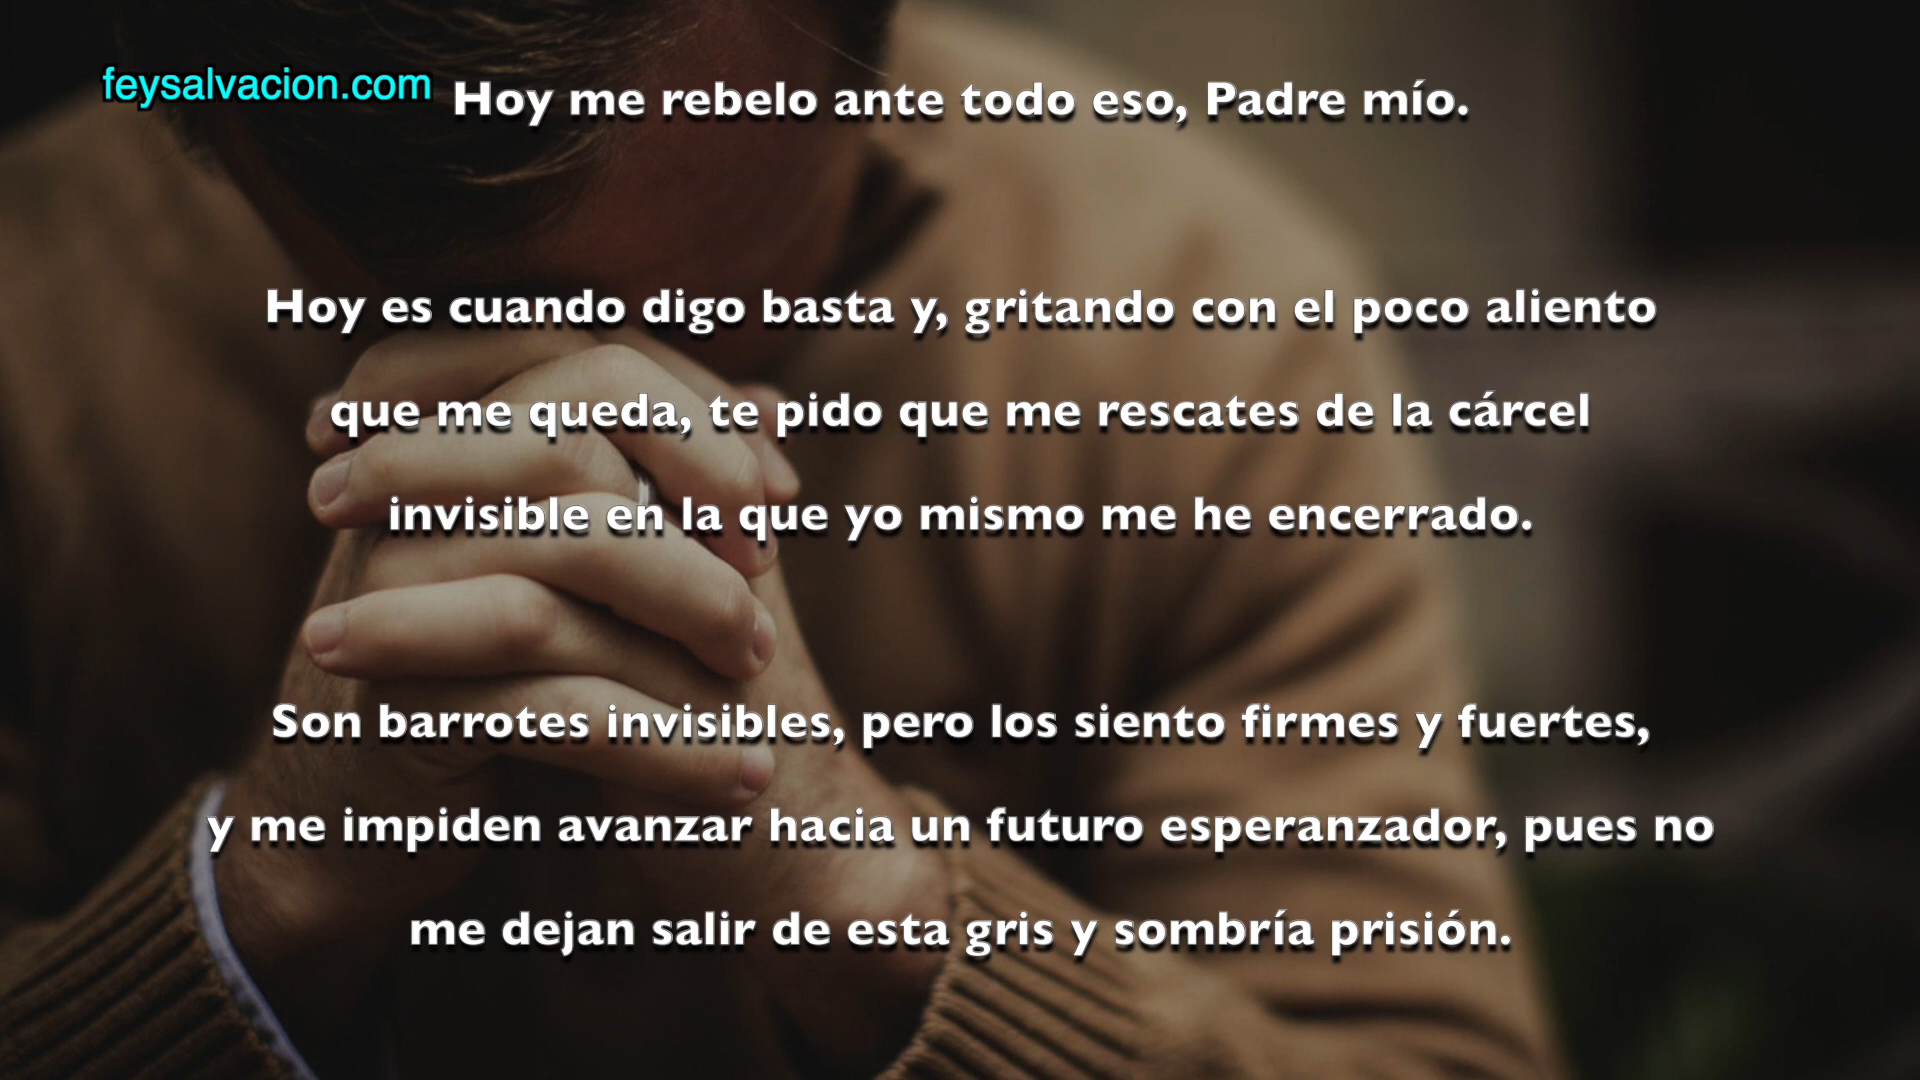 feysalvacion.com
Hoy me rebelo ante todo eso, Padre mío.
Hoy es cuando digo basta y, gritando con el poco aliento
que me queda, te pido que me rescates de la cárcel
invisible en la que yo mismo me he encerrado.
Son barrotes invisibles, pero los siento firmes y fuertes,
y me impiden avanzar hacia un futuro esperanzador, pues no
me dejan salir de esta gris y sombría prisión.